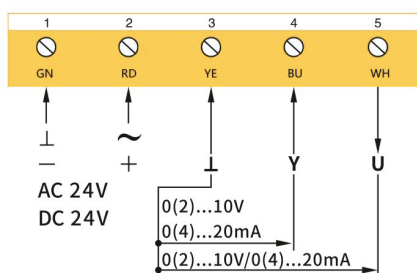 1 2 3 4 5
GN RD YE BU WH
⊥ ~ ⊥ Y U
— +
AC 24V
DC 24V
0(2)...10V
0(4)...20mA
0(2)...10V/0(4)...20mA